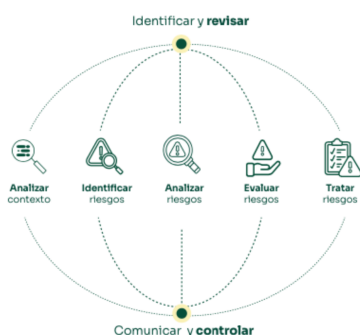 Identificar y revisar
Analizar
contexto
Identificar
riesgos
Analizar
riesgos
Evaluar
riesgos
Tratar
riesgos
Comunicar y controlar